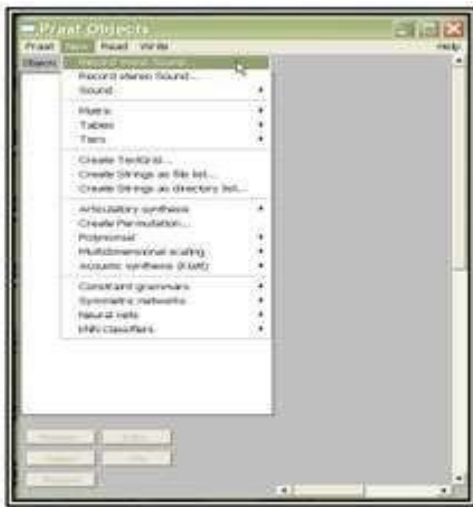 Praat Objects
Praat New Read Write Help
Objects:
Record mono Sound...
Record stereo Sound...
Sound
Matrix
Tables
Tiers
Create TextGrid...
Create Strings as file list...
Create Strings as directory list...
Articulatory synthesis
Create Permutation...
Polynomial
Multidimensional scaling
Acoustic synthesis (Klatt)
Constraint grammars
Symmetric networks
Neural nets
kNN classifiers